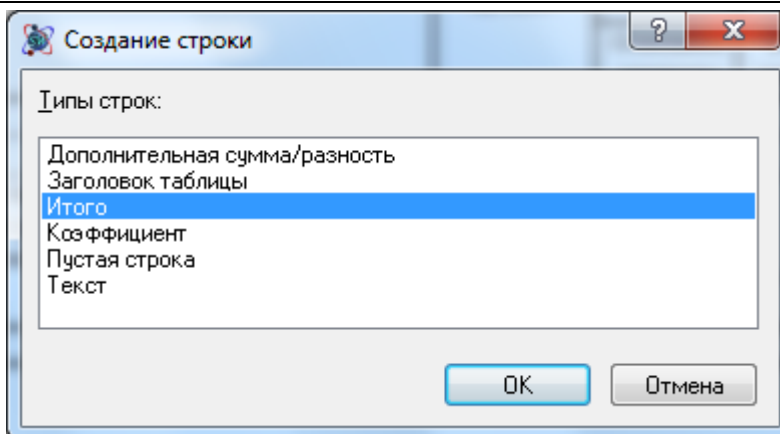 Создание строки
Типы строк:
Дополнительная сумма/разность
Заголовок таблицы
Итого
Коэффициент
Пустая строка
Текст
OK
Отмена